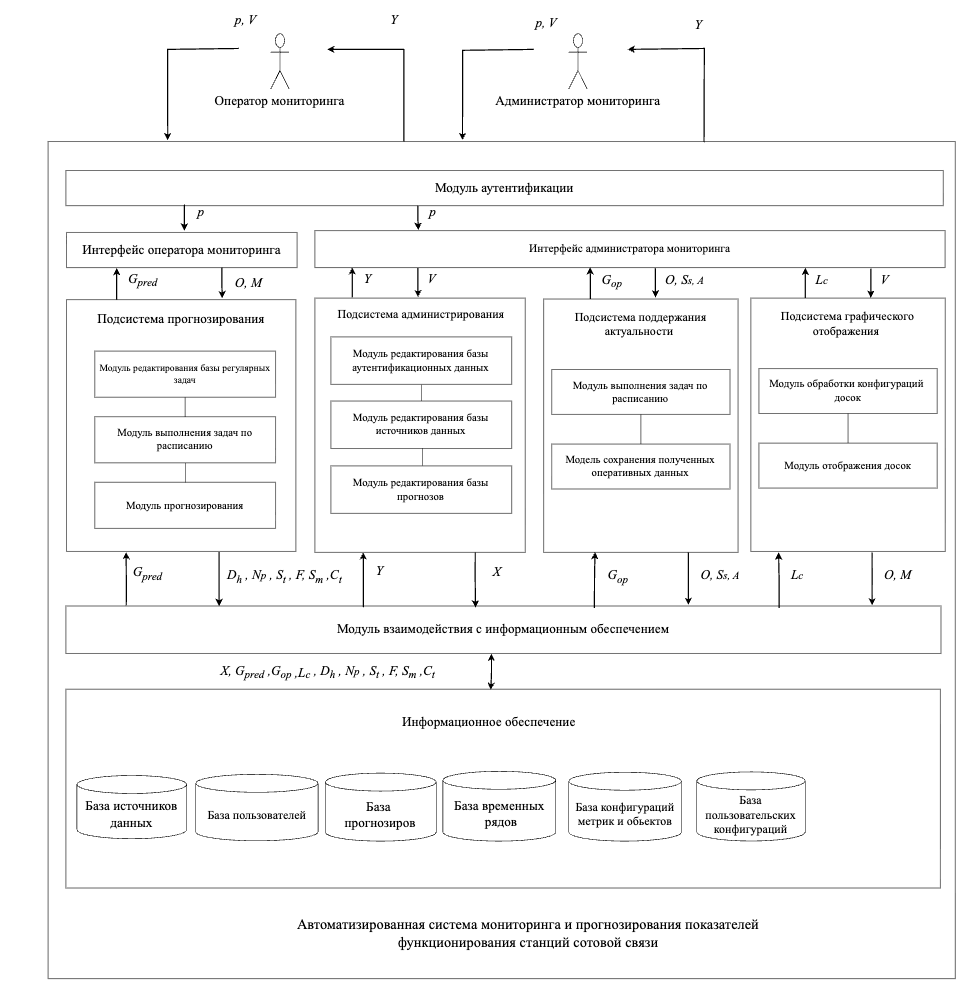 p, V
Y
p, V
Y
Оператор мониторинга
Администратор мониторинга
Модуль аутентификации
p
p
Интерфейс оператора мониторинга
Интерфейс администратора мониторинга
Gpred
O, M
Y
V
Gop
O, Ss, A
Lc
V
Подсистема прогнозирования
Модуль редактирования базы регулярных
задач
Модуль выполнения задач по
расписанию
Модуль прогнозирования
Подсистема администрирования
Модуль редактирования базы
аутентификационных данных
Модуль редактирования базы
источников данных
Модуль редактирования базы
прогнозов
Подсистема поддержания
актуальности
Модуль выполнения задач по
расписанию
Модель сохранения полученных
оперативных данных
Подсистема графического
отображения
Модуль обработки конфигураций
досок
Модуль отображения досок
Gpred
Dh , Np , St , F, Sm ,Ct
Y
X
Gop
O, Ss, A
Lc
O, M
Модуль взаимодействия с информационным обеспечением
X, Gpred ,Gop ,Lc , Dh , Np , St , F, Sm ,Ct
Информационное обеспечение
База источников
данных
База пользователей
База
прогнозиров
База временных
рядов
База конфигураций
метрик и обьектов
База
пользовательских
конфигураций
Автоматизированная система мониторинга и прогнозирования показателей
функционирования станций сотовой связи